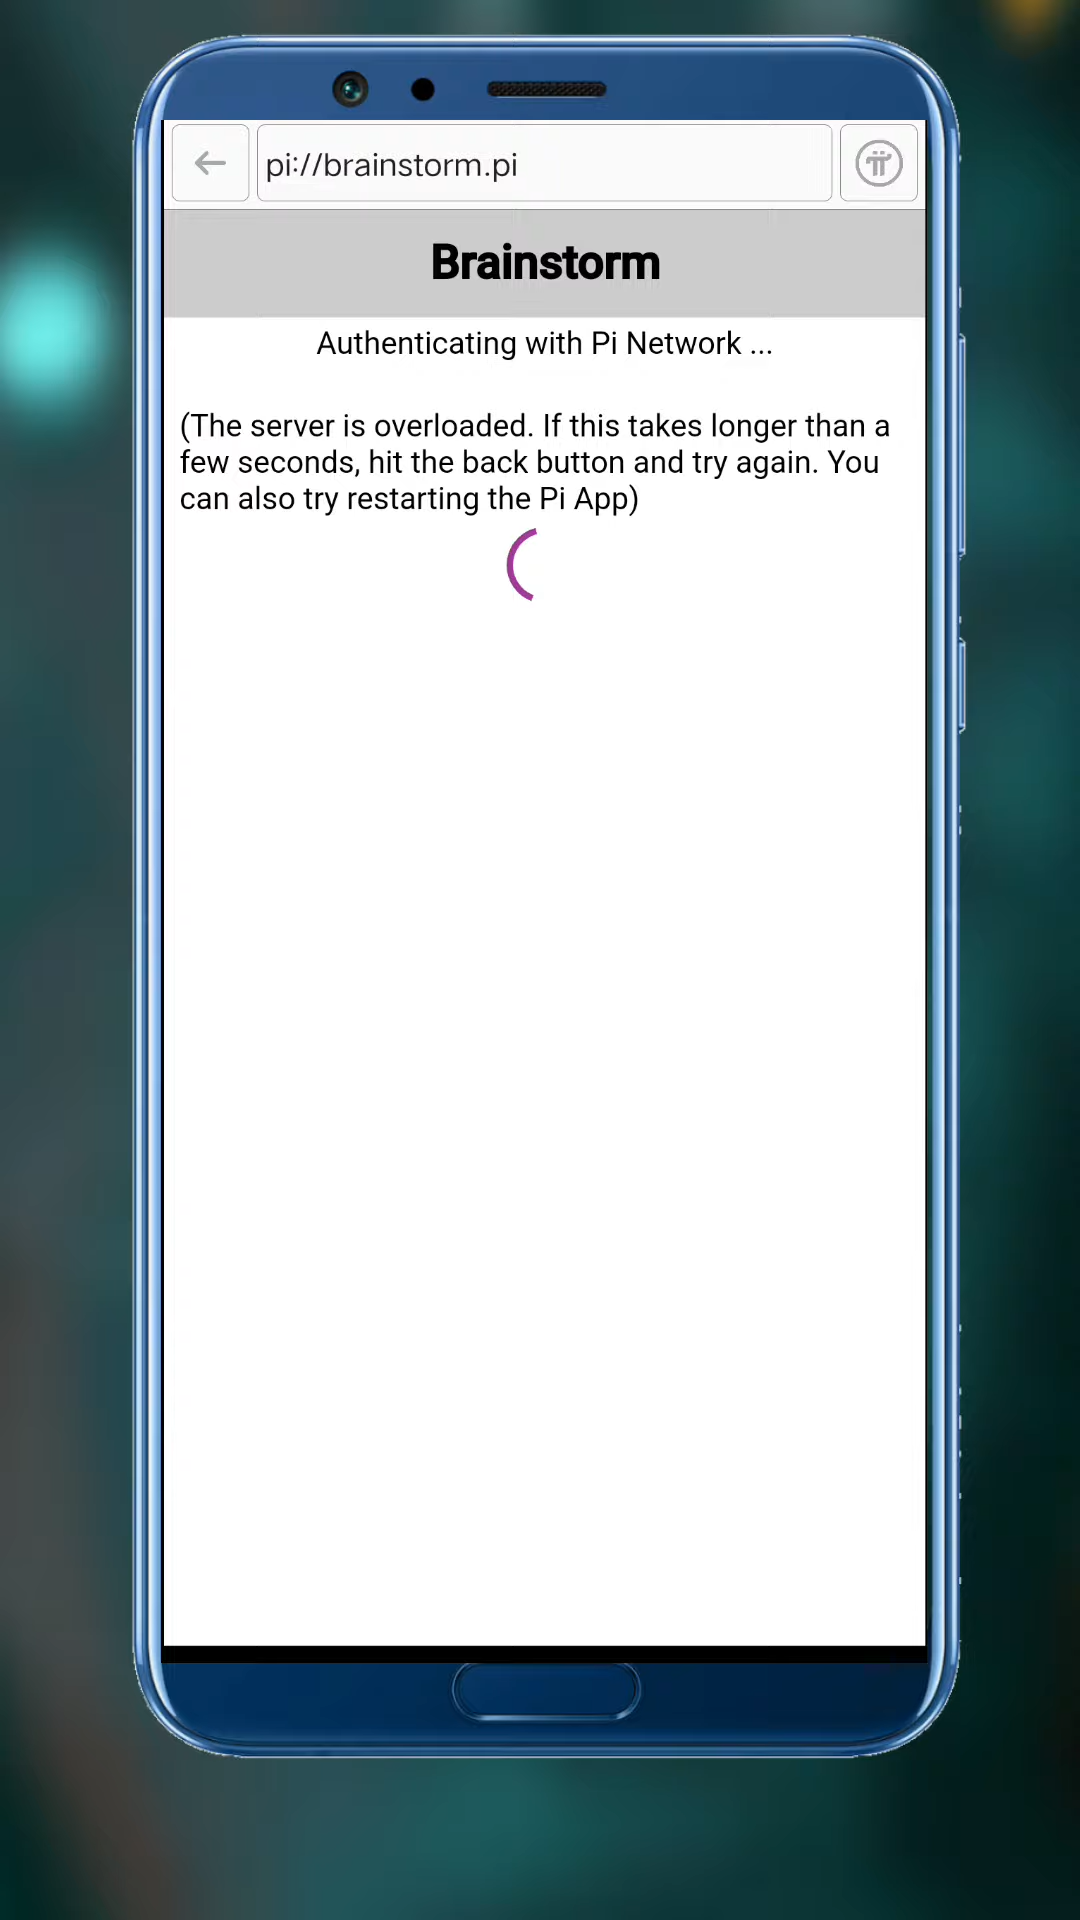 pi://brainstorm.pi
Brainstorm
Authenticating with Pi Network ...
(The server is overloaded. If this takes longer than a
few seconds, hit the back button and try again. You
can also try restarting the Pi App)